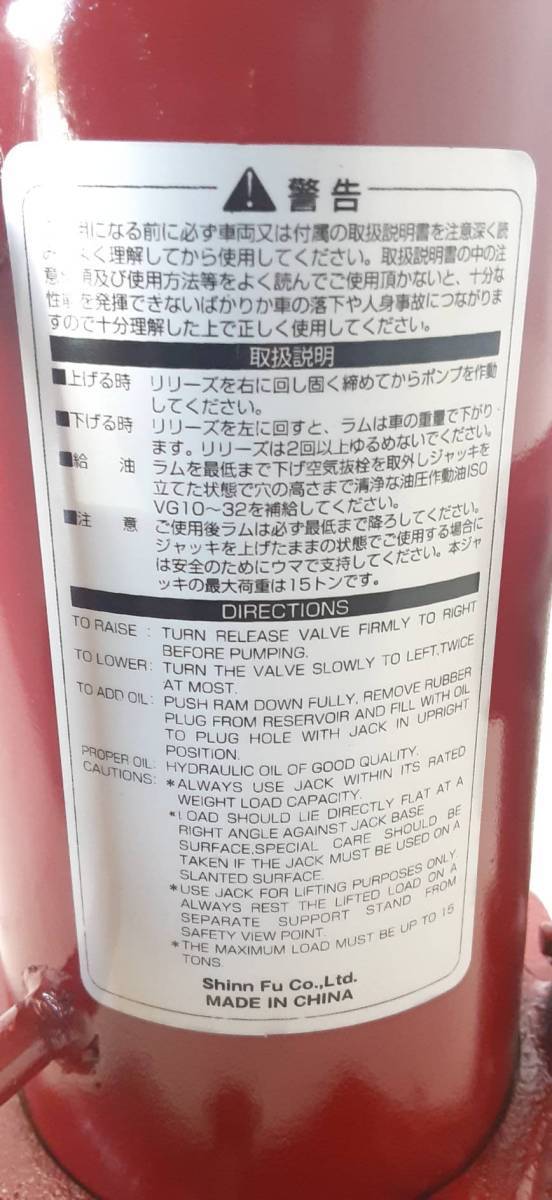 警告
になる前に必ず車両又は付属の取扱説明書を注意深く読
く理解してから使用してください。取扱説明書の中の注
意 項及び使用方法等をよく読んでご使用頂かないと、十分な
性 を発揮できないばかりか車の落下や人身事故につながりま
すので十分理解した上で正しく使用してください。
取扱説明
■上げる時 リリーズを右に回し固く締めてからポンプを作動
してください。
■下げる時 リリーズを左に回すと、ラムは車の重量で下がり
ます。リリーズは2回以上ゆるめないでください。
■給 油 ラムを最低まで下げ空気抜栓を取外しジャッキを
立てた状態で穴の高さまで清浄な油圧作動油ISO
VG10～32を補給してください。
■注 意 ご使用後ラムは必ず最低まで降ろしてください。
ジャッキを上げたままの状態でご使用する場合に
は安全のためにウマで支持してください。本ジャ
ッキの最大荷重は15トンです。
DIRECTIONS
TO RAISE : TURN RELEASE VALVE FIRMLY TO RIGHT
BEFORE PUMPING.
TO LOWER: TURN THE VALVE SLOWLY TO LEFT,TWICE
AT MOST.
TO ADD OIL: PUSH RAM DOWN FULLY, REMOVE RUBBER
PLUG FROM RESERVOIR AND FILL WITH OIL
TO PLUG HOLE WITH JACK IN UPRIGHT
POSITION.
PROPER OIL: HYDRAULIC OIL OF GOOD QUALITY.
CAUTIONS: *ALWAYS USE JACK WITHIN ITS RATED
WEIGHT LOAD CAPACITY.
*LOAD SHOULD LIE DIRECTLY FLAT AT A
RIGHT ANGLE AGAINST JACK BASE
SURFACE,SPECIAL CARE SHOULD BE
TAKEN IF THE JACK MUST BE USED ON A
SLANTED SURFACE.
*USE JACK FOR LIFTING PURPOSES ONLY.
ALWAYS REST THE LIFTED LOAD ON A
SEPARATE SUPPORT STAND FROM
SAFETY VIEW POINT.
*THE MAXIMUM LOAD MUST BE UP TO 15
TONS.
Shinn Fu Co.,Ltd.
MADE IN CHINA